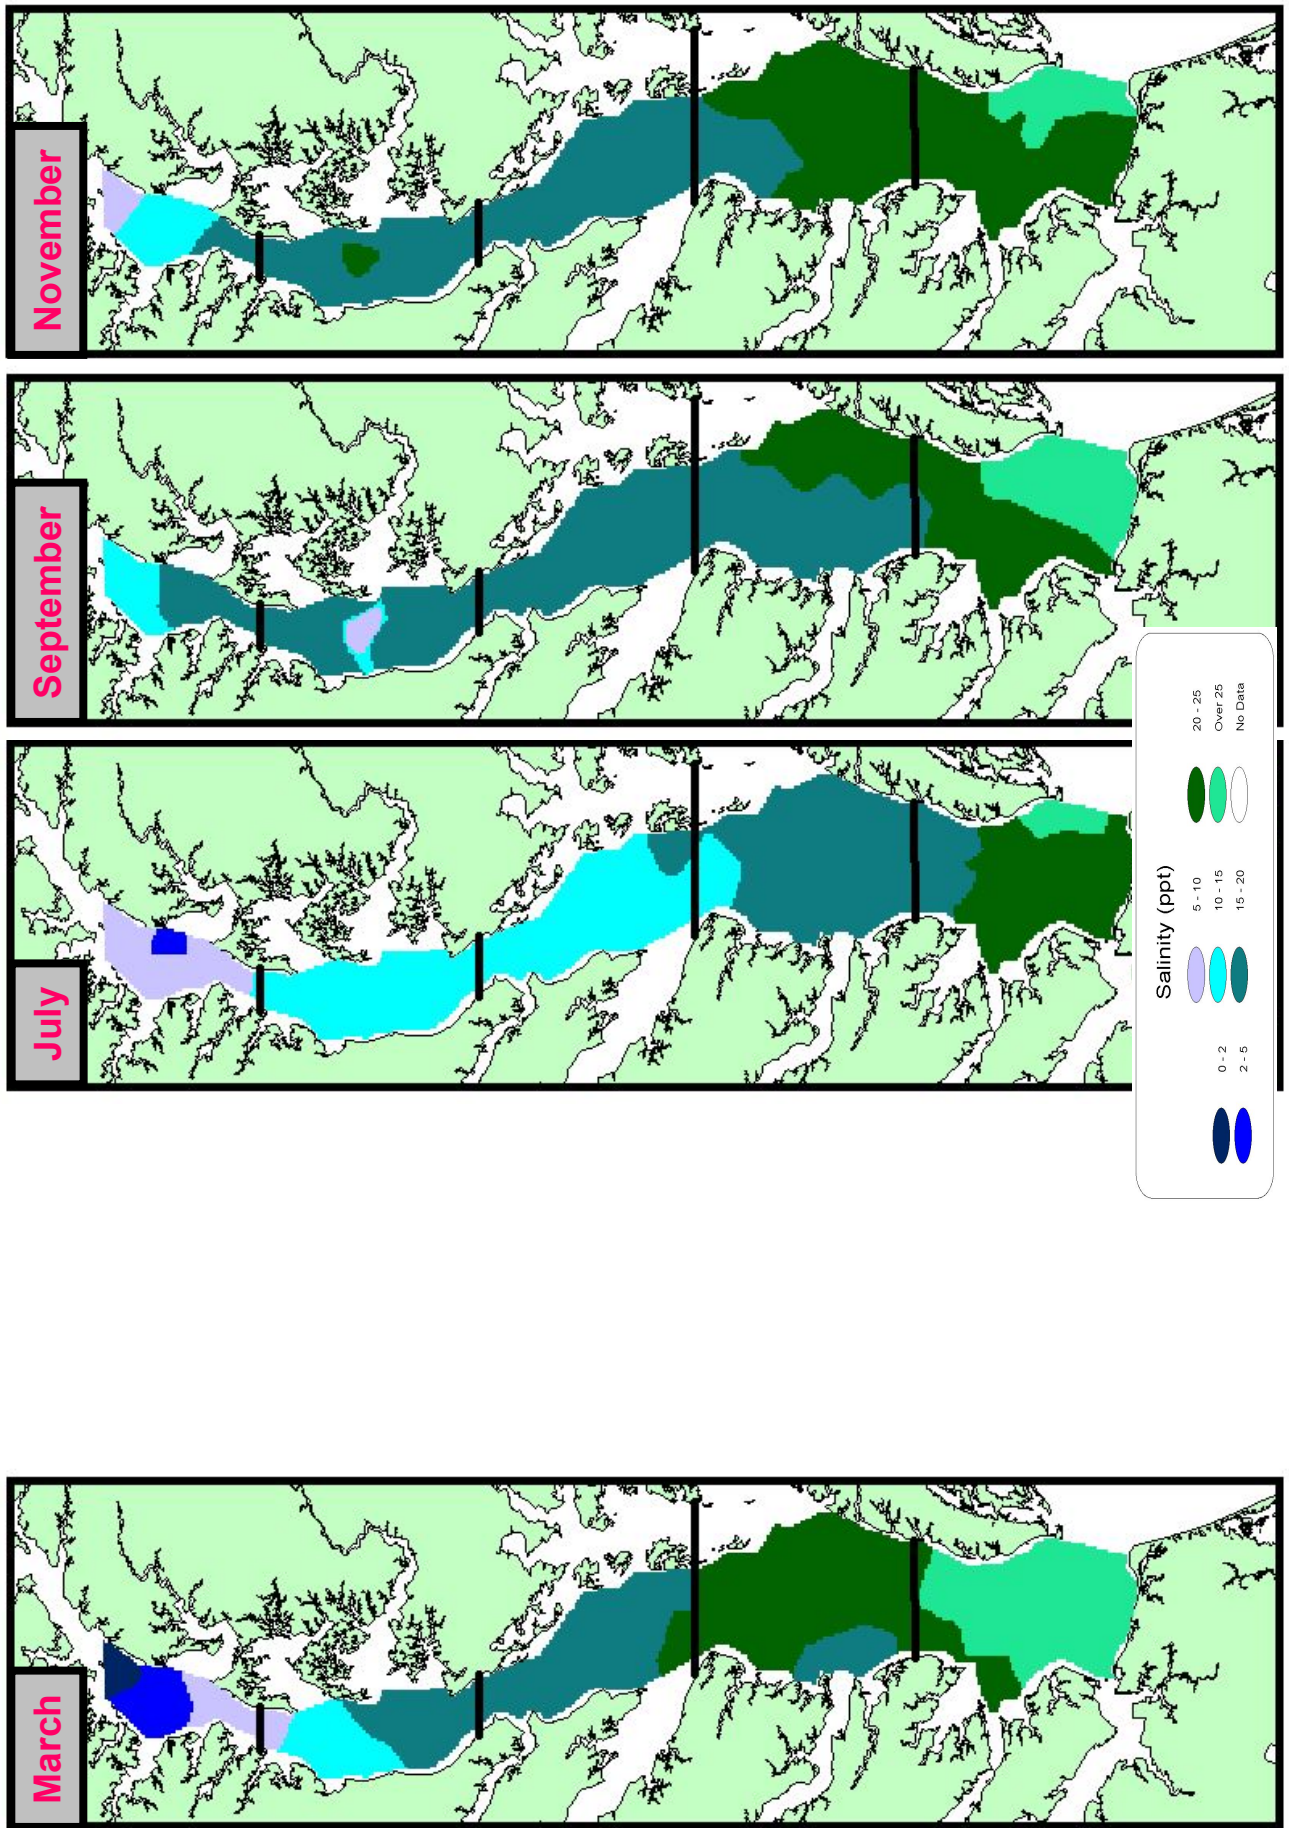 March
July
September
November
Salinity (ppt)
0 - 2
2 - 5
5 - 10
10 - 15
15 - 20
20 - 25
Over 25
No Data